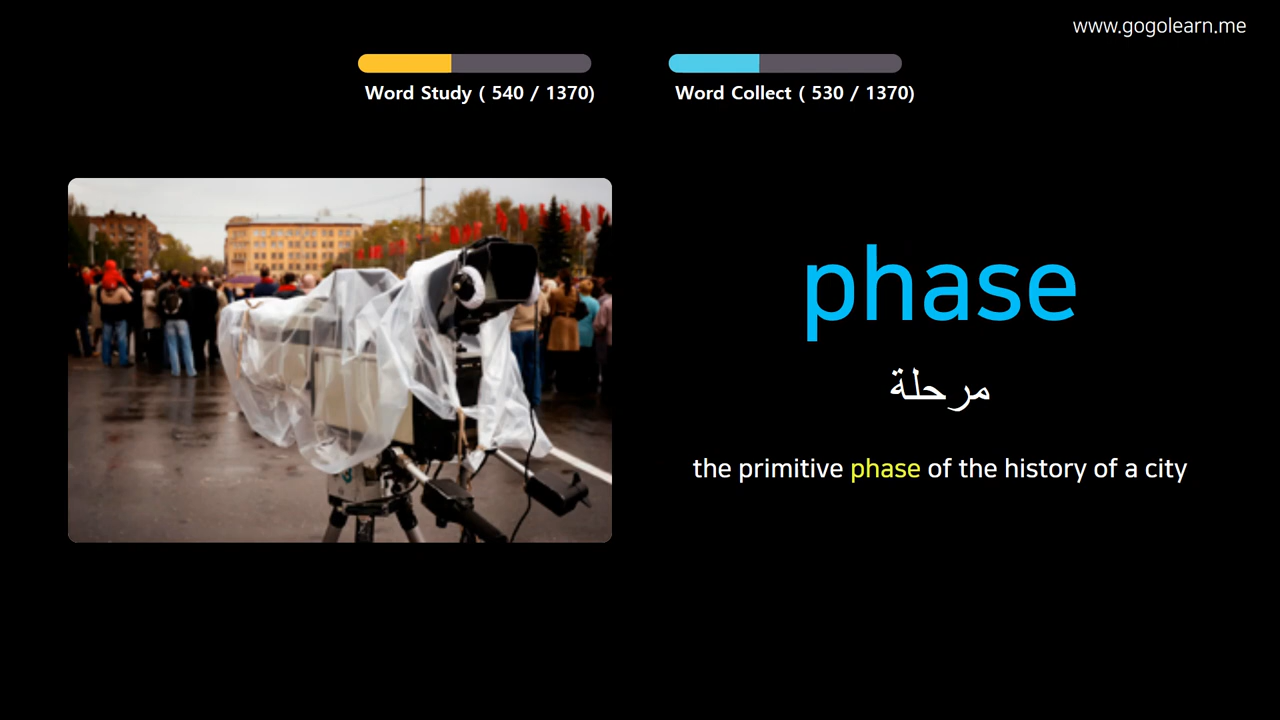 www.gogolearn.me
Word Study ( 540 / 1370)
Word Collect ( 530 / 1370)
phase
مرحلة
the primitive phase of the history of a city